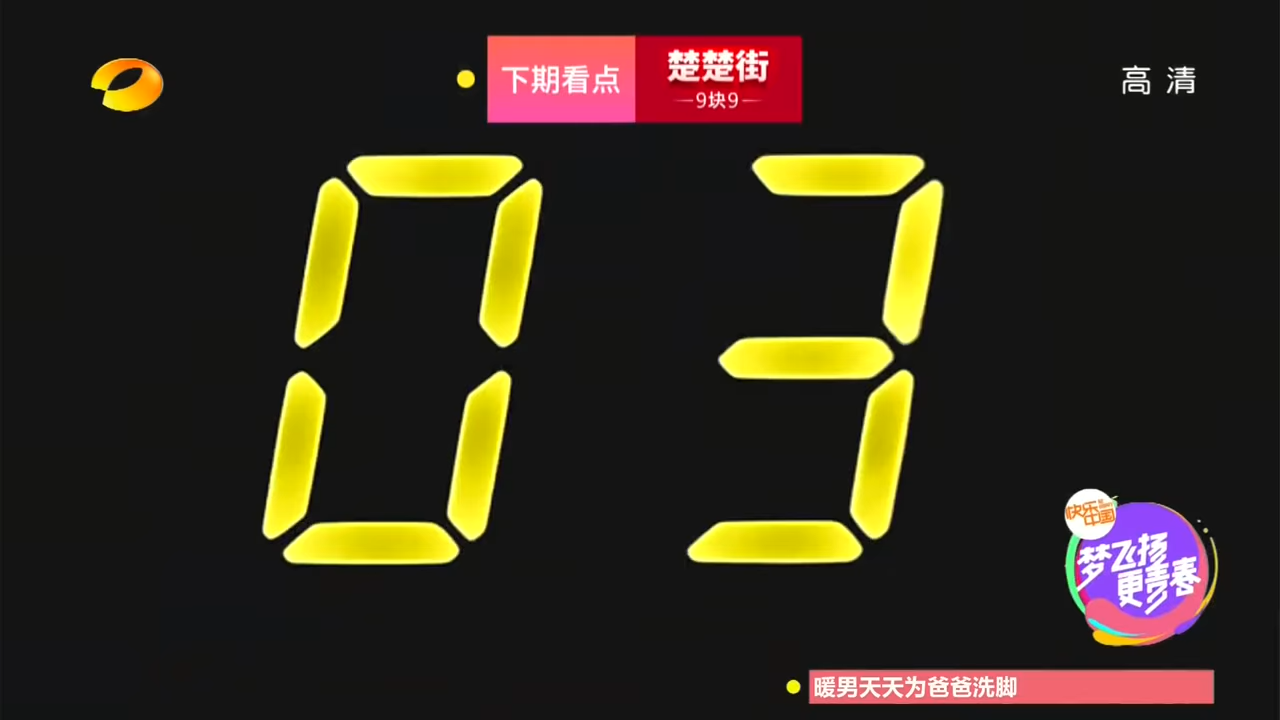 下期看点
楚楚街
9块9
高清
03
快乐
中国
梦飞扬
更青春
暖男天天为爸爸洗脚